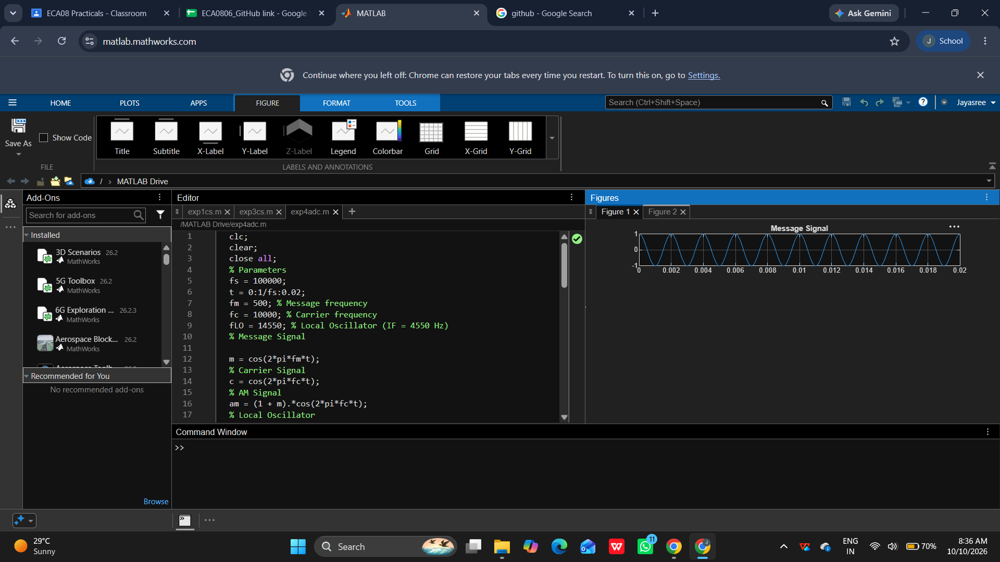 ECA08 Practicals - Classroom
ECA0806_GitHub link - Google
MATLAB
github - Google Search
Ask Gemini
matlab.mathworks.com
J School
Continue where you left off: Chrome can restore your tabs every time you restart. To turn this on, go to Settings.
HOME PLOTS APPS FIGURE FORMAT TOOLS
Search (Ctrl+Shift+Space)
Jayasree
Save As
Show Code
Title Subtitle X-Label Y-Label Z-Label Legend Colorbar Grid X-Grid Y-Grid
FILE
LABELS AND ANNOTATIONS
/ > MATLAB Drive
Add-Ons
Search for add-ons
Installed
3D Scenarios 26.2
MathWorks
5G Toolbox 26.2
MathWorks
6G Exploration ... 26.2.3
MathWorks
Aerospace Block... 26.2
MathWorks
Recommended for You
No recommended add-ons
Browse
Editor
exp1cs.m
exp3cs.m
exp4adc.m
/MATLAB Drive/exp4adc.m
1 clc;
2 clear;
3 close all;
4 % Parameters
5 fs = 100000;
6 t = 0:1/fs:0.02;
7 fm = 500; % Message frequency
8 fc = 10000; % Carrier frequency
9 fLO = 14550; % Local Oscillator (IF = 4550 Hz)
10 % Message Signal
11
12 m = cos(2*pi*fm*t);
13 % Carrier Signal
14 c = cos(2*pi*fc*t);
15 % AM Signal
16 am = (1 + m).*cos(2*pi*fc*t);
17 % Local Oscillator
Figures
Figure 1
Figure 2
Message Signal
1
0
-1
0 0.002 0.004 0.006 0.008 0.01 0.012 0.014 0.016 0.018 0.02
Command Window
>>
29°C
Sunny
Search
11
ENG
IN
70%
8:36 AM
10/10/2026